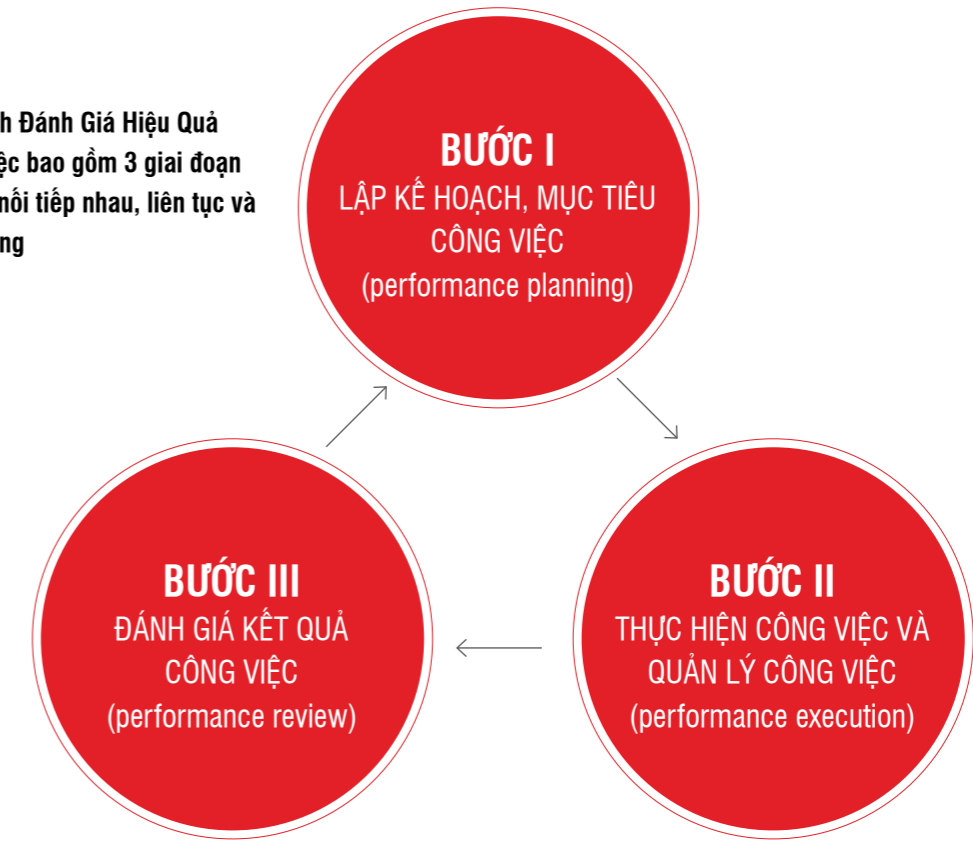 h Đánh Giá Hiệu Quả
ệc bao gồm 3 giai đoạn
nối tiếp nhau, liên tục và
ng
BƯỚC I
LẬP KẾ HOẠCH, MỤC TIÊU
CÔNG VIỆC
(performance planning)
BƯỚC III
ĐÁNH GIÁ KẾT QUẢ
CÔNG VIỆC
(performance review)
BƯỚC II
THỰC HIỆN CÔNG VIỆC VÀ
QUẢN LÝ CÔNG VIỆC
(performance execution)